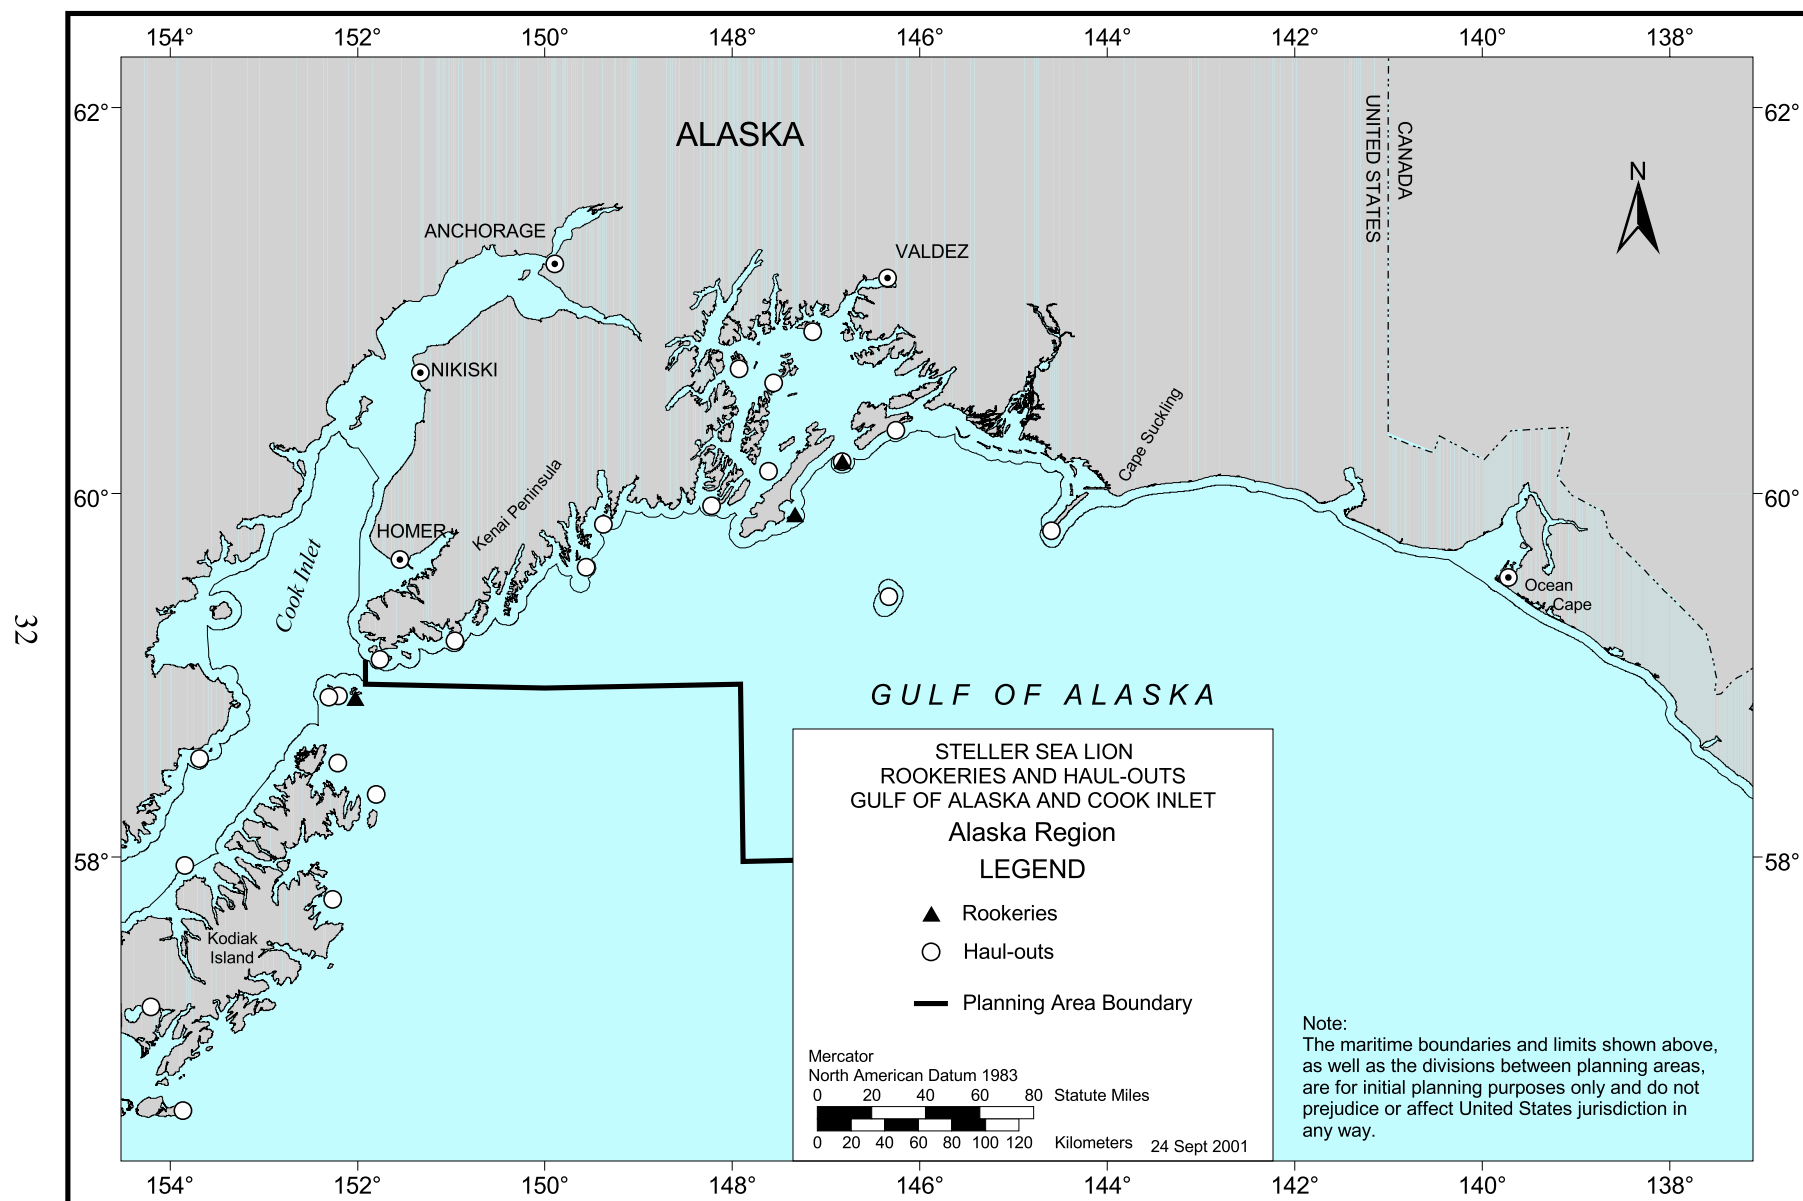 154° 152° 150° 148° 146° 144° 142° 140° 138°
62° 62°
ALASKA
UNITED STATES
CANADA
N
ANCHORAGE
VALDEZ
NIKISKI
Cape Suckling
60° 60°
Kenai Peninsula
HOMER
Cook Inlet
Ocean
Cape
32
GULF OF ALASKA
STELLER SEA LION
ROOKERIES AND HAUL-OUTS
GULF OF ALASKA AND COOK INLET
Alaska Region
LEGEND
58° 58°
Rookeries
Haul-outs
Planning Area Boundary
Kodiak
Island
Mercator
North American Datum 1983
0 20 40 60 80 Statute Miles
0 20 40 60 80 100 120 Kilometers
24 Sept 2001
Note:
The maritime boundaries and limits shown above,
as well as the divisions between planning areas,
are for initial planning purposes only and do not
prejudice or affect United States jurisdiction in
any way.
154° 152° 150° 148° 146° 144° 142° 140° 138°